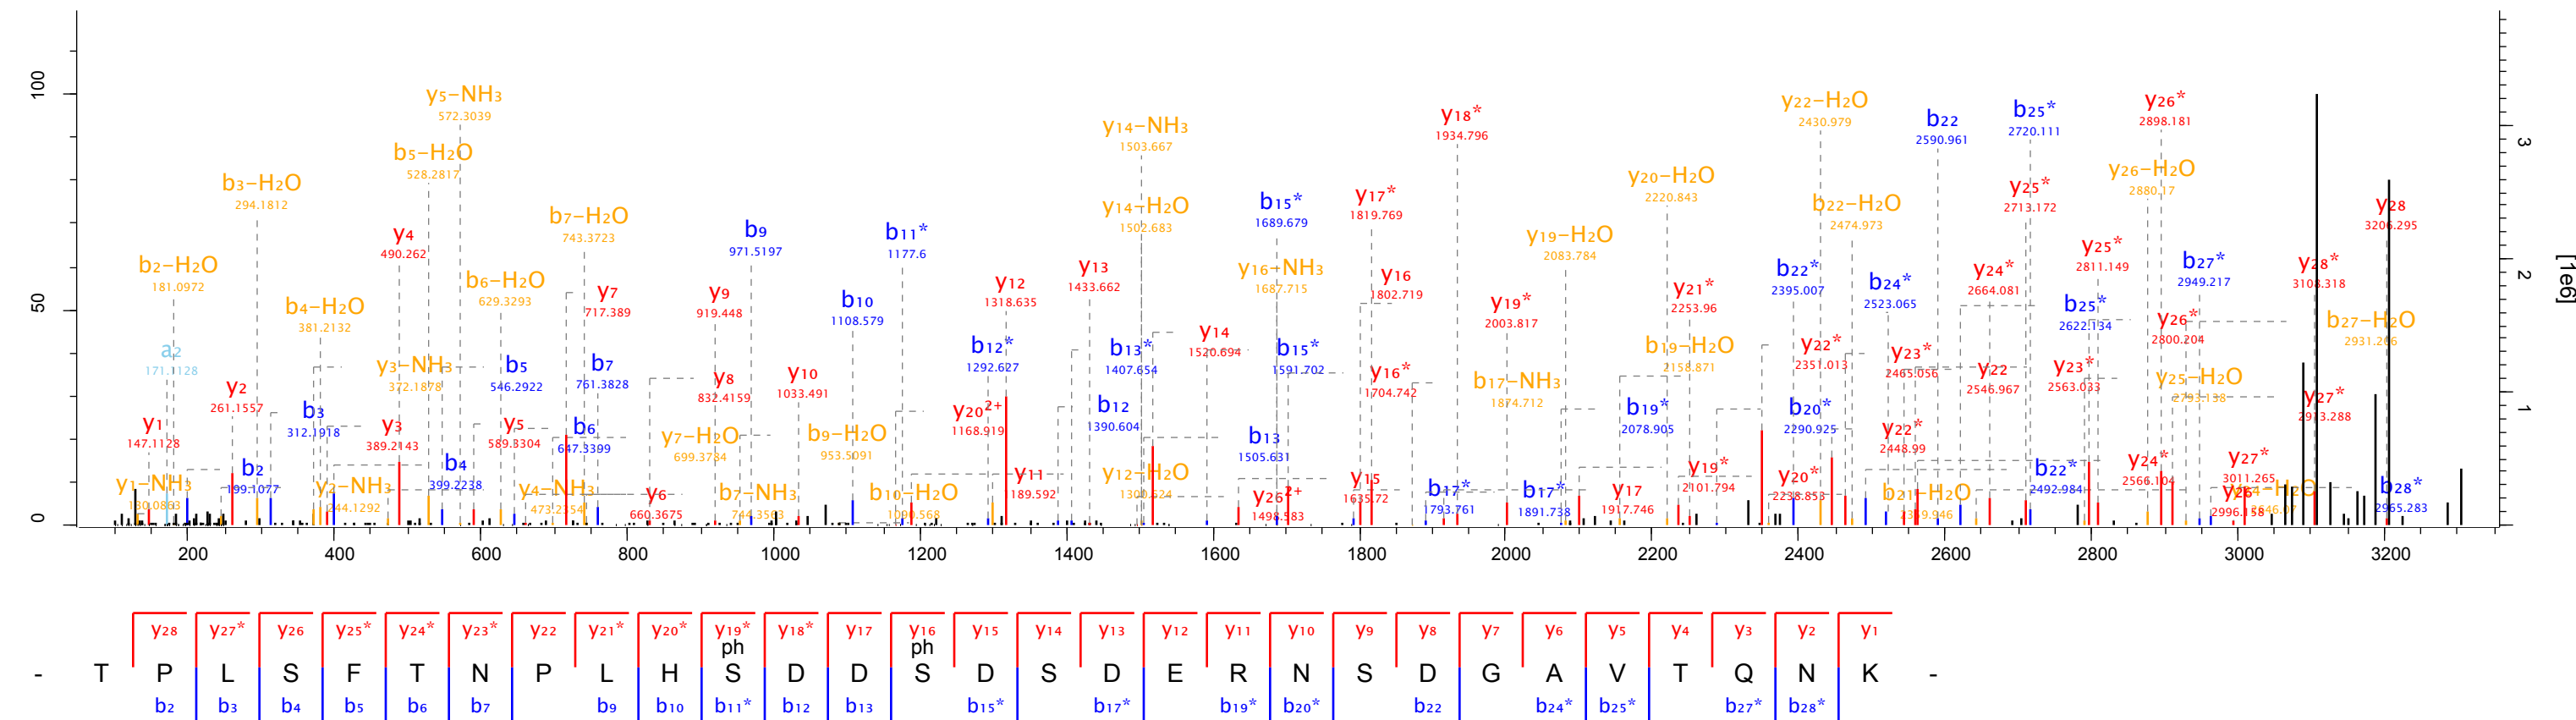 y5-NH3
572.3039
b5-H2O
528.2817
b3-H2O
294.1812
b7-H2O
743.3723
y4
490.262
b2-H2O
181.0972
b6-H2O
629.3293
b4-H2O
381.2132
y7
717.389
a2
171.1128
y3-NH3
372.1878
b5
546.2922
b7
761.3828
y2
261.1557
b3
312.1918
y1
147.1128
y3
389.2143
y5
589.3304
b6
647.3399
b2
199.1077
b4
399.2238
y1-NH3
130.0863
y2-NH3
244.1292
y4-NH3
473.2354
y6
660.3675
b9
971.5197
b11*
1177.6
y9
919.448
b10
1108.579
y8
832.4159
y10
1033.491
b12*
1292.627
y12
1318.635
y13
1433.662
y7-H2O
699.3784
b9-H2O
953.5091
y20 2+
1168.919
b7-NH3
744.3563
b10-H2O
1090.568
y11
1189.592
y14-NH3
1503.667
y14-H2O
1502.683
b13*
1407.654
b12
1390.604
y12-H2O
1300.624
b15*
1689.679
y16-NH3
1687.715
y14
1520.694
b15*
1591.702
b13
1505.631
y26 2+
1498.583
y18*
1934.796
y17*
1819.769
y16
1802.719
y16*
1704.742
y15
1635.72
b17*
1793.761
y19*
2003.817
b17-NH3
1874.712
b17*
1891.738
y17
1917.746
y19-H2O
2083.784
y20-H2O
2220.843
y21*
2253.96
b19-H2O
2158.871
b19*
2078.905
y19*
2101.794
y22-H2O
2430.979
b22-H2O
2474.973
b22*
2395.007
y22*
2351.013
b20*
2290.925
y20*
2238.853
b24*
2523.065
y23*
2465.056
y22*
2448.99
b21-H2O
2359.946
b22
2590.961
y24*
2664.081
y22
2546.967
b25*
2720.111
y25*
2713.172
y23*
2563.033
b22*
2492.984
y26*
2898.181
y26-H2O
2880.17
y25*
2811.149
b25*
2622.134
b27*
2949.217
y26*
2800.204
y25-H2O
2793.138
y24*
2566.104
y27*
3011.265
y26
2996.158
y28
3206.295
y28*
3108.318
b27-H2O
2931.206
y27*
2913.288
b28*
2965.283
0
50
100
1
2
3
[1e6]
200 400 600 800 1000 1200 1400 1600 1800 2000 2200 2400 2600 2800 3000 3200
y28 y27* y26 y25* y24* y23* y22 y21* y20* y19* y18* y17 y16 y15 y14 y13 y12 y11 y10 y9 y8 y7 y6 y5 y4 y3 y2 y1
ph ph
- T P L S F T N P L H S D D S D S D E R N S D G A V T Q N K -
b2 b3 b4 b5 b6 b7 b9 b10 b11* b12 b13 b15* b17* b19* b20* b22 b24* b25* b27* b28*